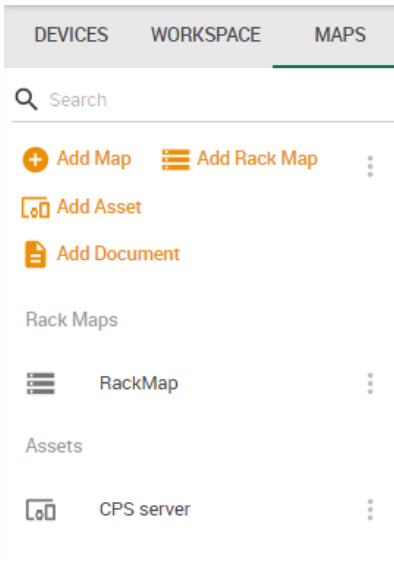 DEVICES WORKSPACE MAPS
Search
Add Map Add Rack Map
Add Asset
Add Document
Rack Maps
RackMap
Assets
CPS server